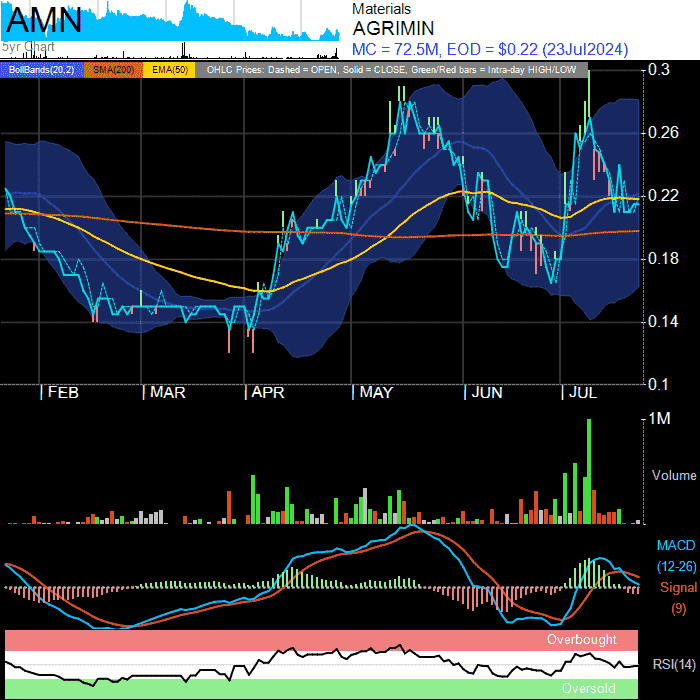 AMN
5yr Chart
Materials
AGRIMIN
MC = 72.5M, EOD = $0.22 (23Jul2024)
BollBands(20,2) SMA(200) EMA(50) OHLC Prices: Dashed = OPEN, Solid = CLOSE, Green/Red bars = Intra-day HIGH/LOW
0.3
0.26
0.22
0.18
0.14
0.1
FEB MAR APR MAY JUN JUL
1M
Volume
MACD
(12-26)
Signal
(9)
Overbought
RSI(14)
Oversold